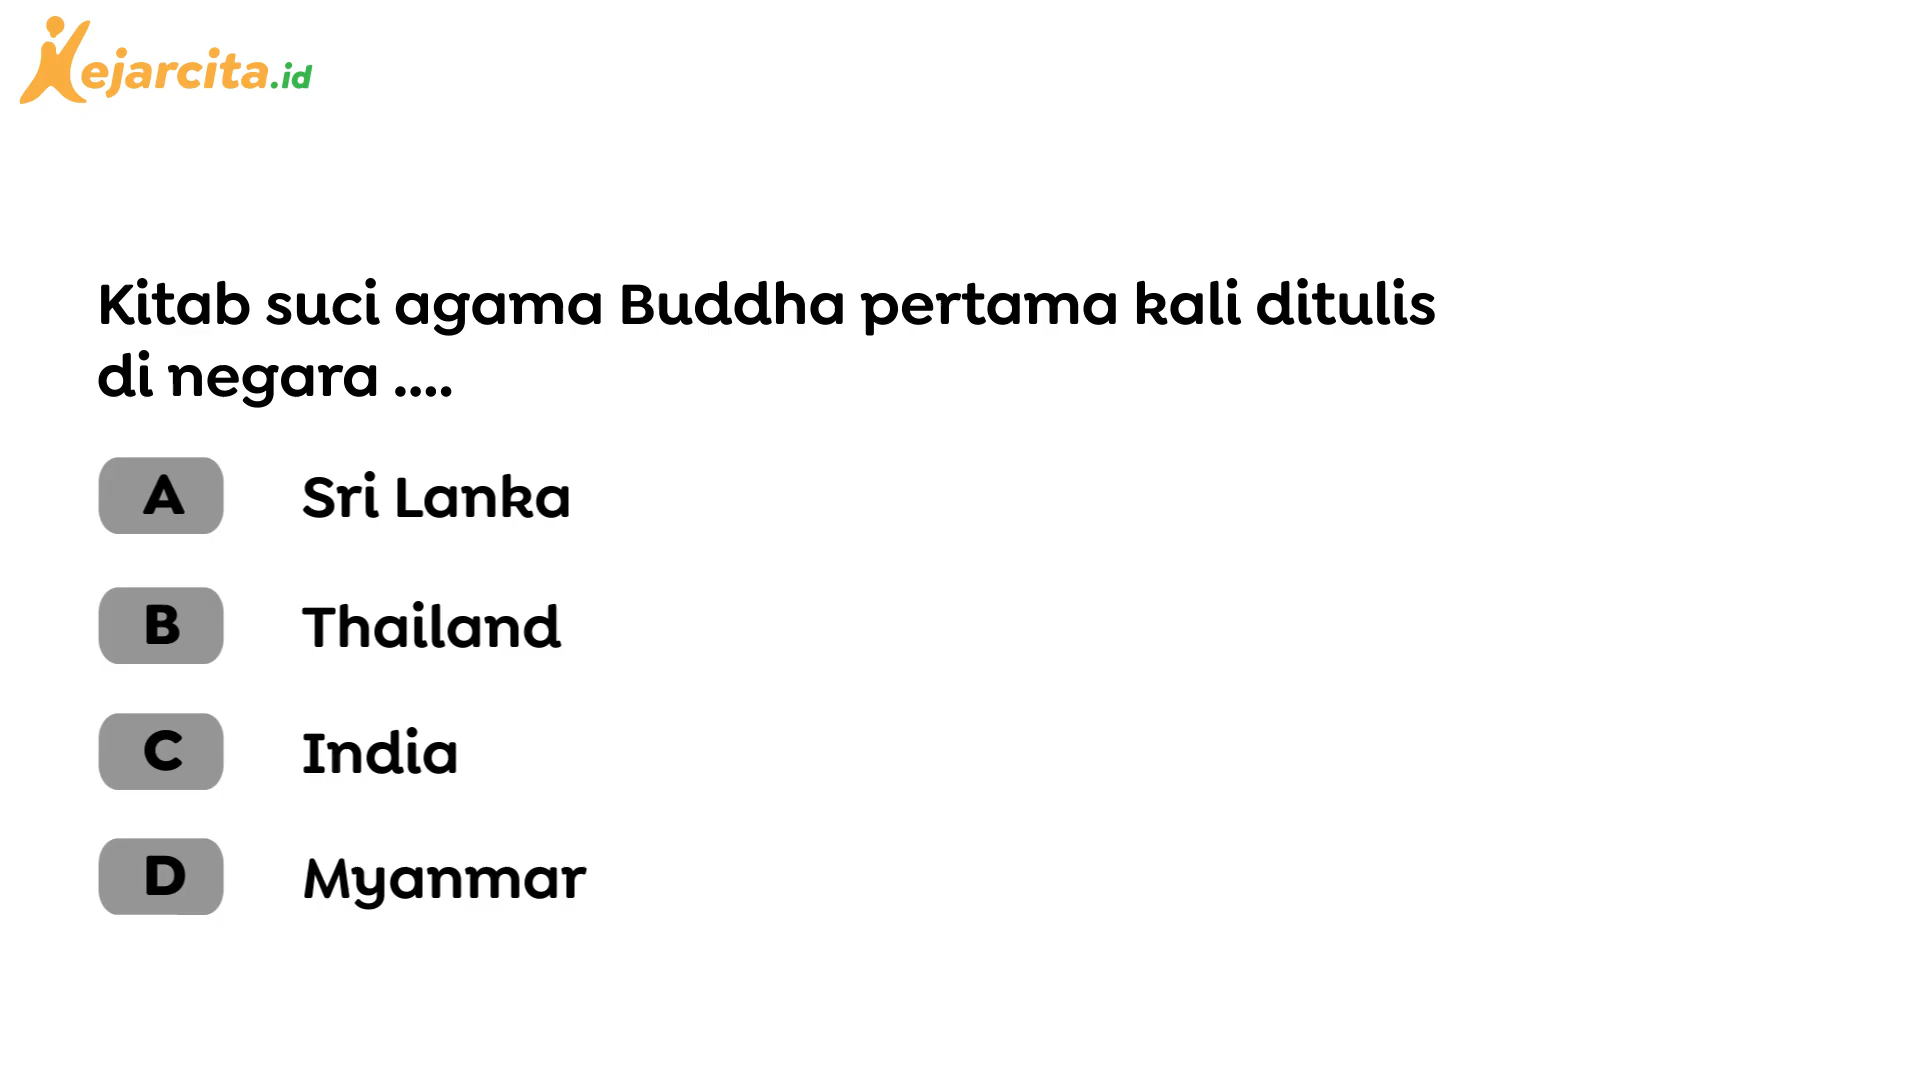 Kejarcita.id
Kitab suci agama Buddha pertama kali ditulis
di negara ....
A Sri Lanka
B Thailand
C India
D Myanmar